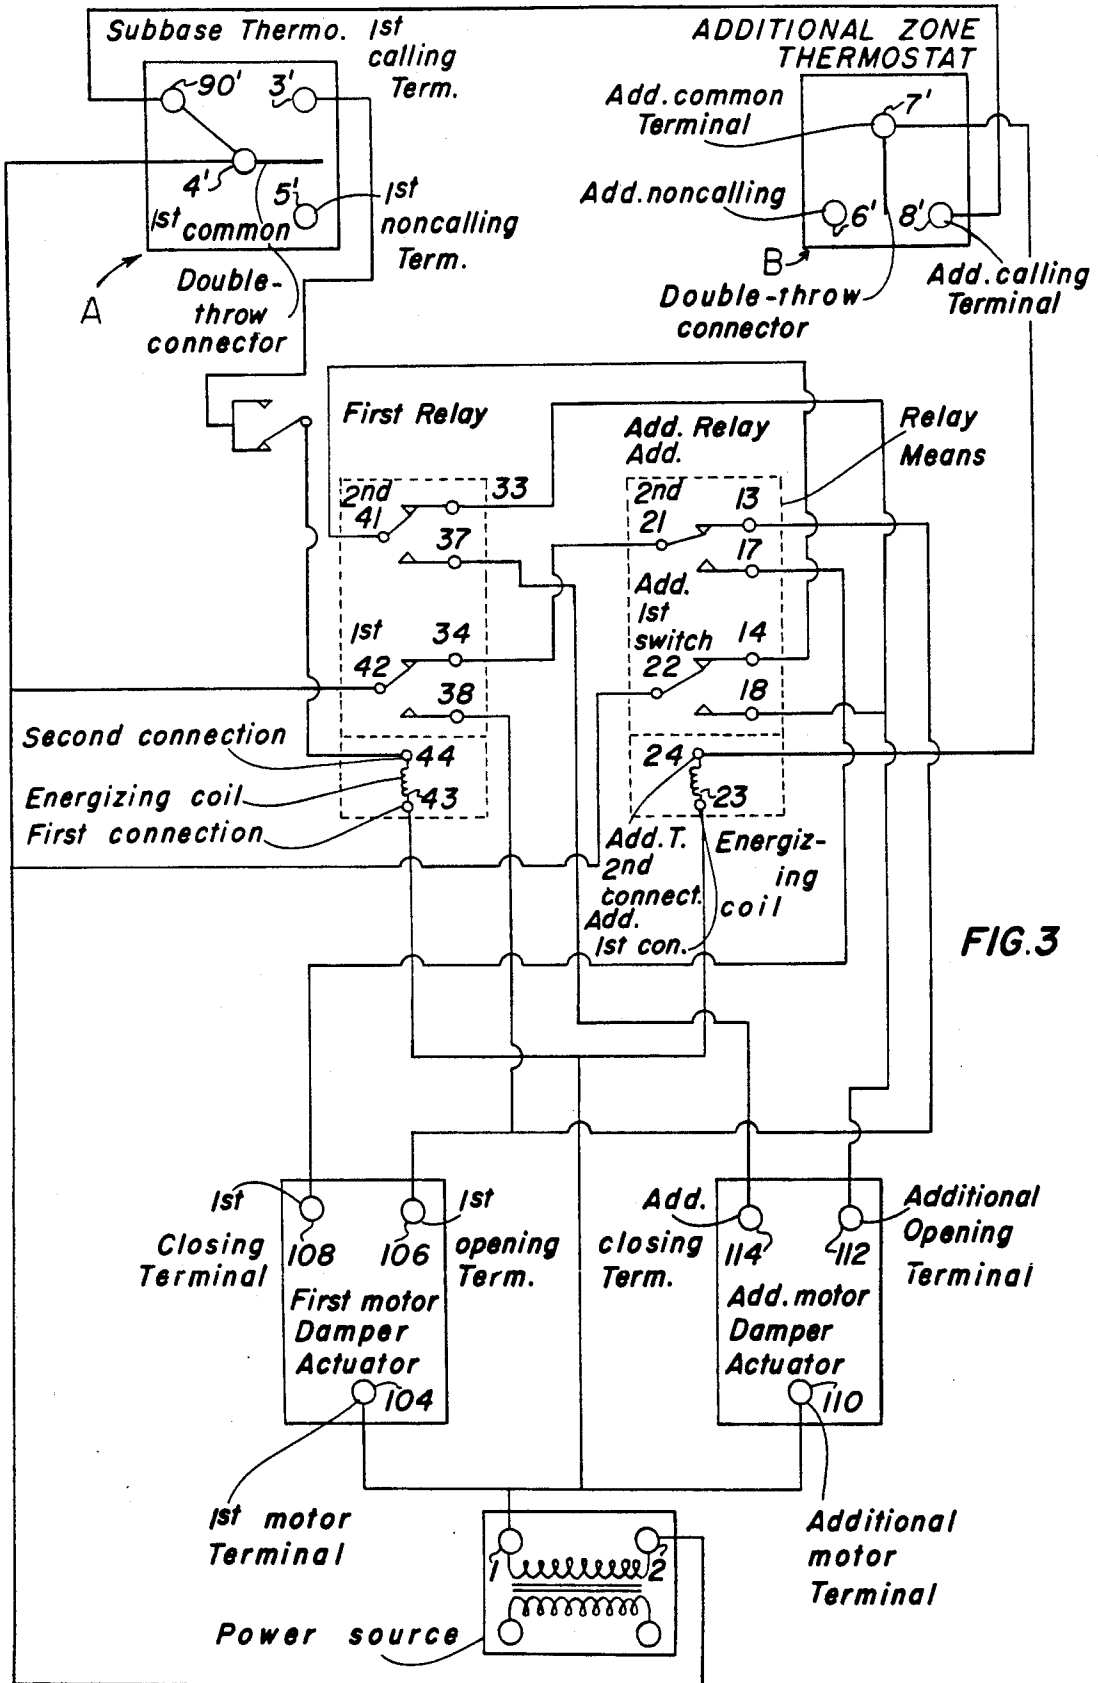 Subbase Thermo.
1st
calling
Term.
ADDITIONAL ZONE
THERMOSTAT
90'
3'
4'
5'
1st
common
1st
noncalling
Term.
A
Double-
throw
connector
Add. common
Terminal
7'
Add. noncalling
6'
8'
B
Double-throw
connector
Add. calling
Terminal
First Relay
Add. Relay
Add.
Relay
Means
2nd
41
33
37
1st
42
34
38
2nd
21
13
17
Add.
1st
switch
22
14
18
Second connection
44
Energizing coil
43
First connection
24
23
Add. T.
2nd
connect.
Add.
1st con.
Energiz-
ing
coil
FIG.3
1st
Closing
Terminal
108
106
1st
opening
Term.
First motor
Damper
Actuator
104
Add.
closing
Term.
114
112
Additional
Opening
Terminal
Add. motor
Damper
Actuator
110
1st motor
Terminal
Additional
motor
Terminal
1
2
Power source